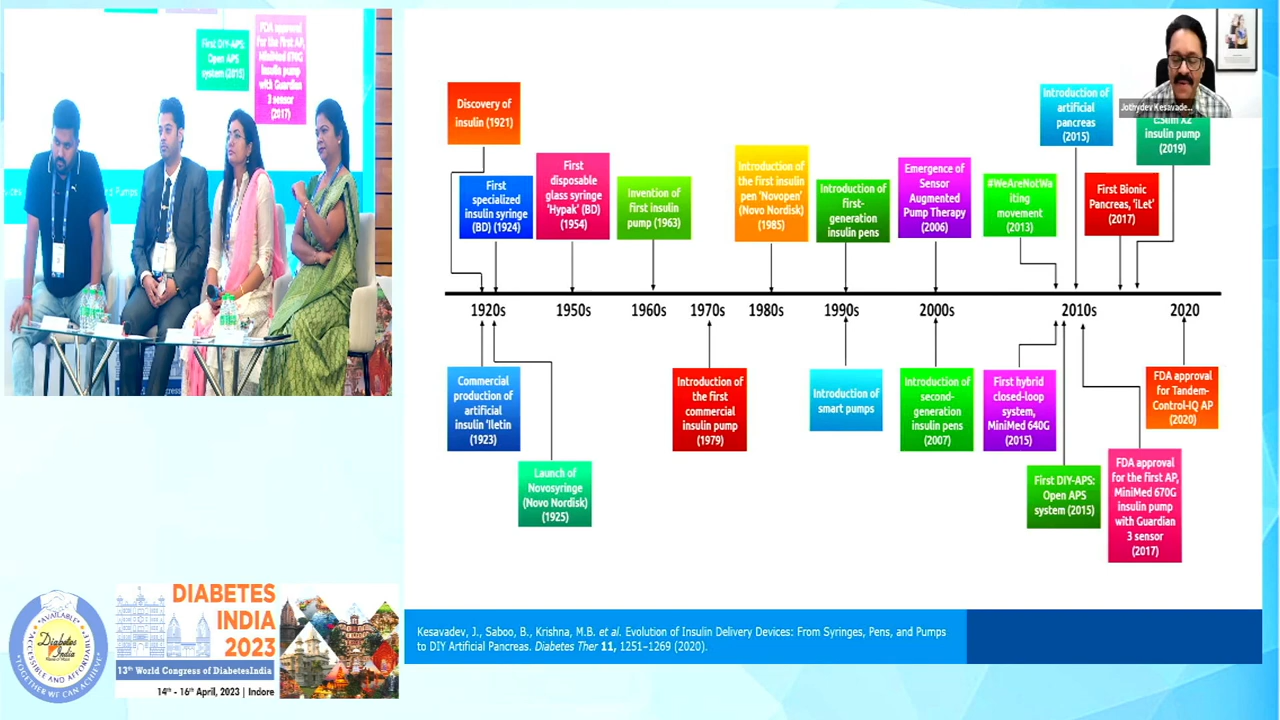 First DIY-APS:
Open APS
system (2015)
FDA approval
for the first AP,
MiniMed 670G
insulin pump
with Guardian
3 sensor
(2017)
Discovery of
insulin (1921)
First
specialized
insulin syringe
(BD) (1924)
First
disposable
glass syringe
'Hypak' (BD)
(1954)
Invention of
first insulin
pump (1963)
Introduction of
the first insulin
pen 'Novopen'
(Novo Nordisk)
(1985)
Introduction of
first-
generation
insulin pens
Emergence of
Sensor
Augmented
Pump Therapy
(2006)
#WeAreNotWa
iting
movement
(2013)
Introduction of
artificial
pancreas
(2015)
First Bionic
Pancreas, 'iLet'
(2017)
Jothydev Kesavade...
insulin pump
(2019)
1920s
1950s
1960s
1970s
1980s
1990s
2000s
2010s
2020
Commercial
production of
artificial
insulin 'Iletin
(1923)
Launch of
Novosyringe
(Novo Nordisk)
(1925)
Introduction of
the first
commercial
insulin pump
(1979)
Introduction of
smart pumps
Introduction of
second-
generation
insulin pens
(2007)
First hybrid
closed-loop
system,
MiniMed 640G
(2015)
First DIY-APS:
Open APS
system (2015)
FDA approval
for the first AP,
MiniMed 670G
insulin pump
with Guardian
3 sensor
(2017)
FDA approval
for Tandem-
Control-IQ AP
(2020)
Kesavadev, J., Saboo, B., Krishna, M.B. et al. Evolution of Insulin Delivery Devices: From Syringes, Pens, and Pumps
to DIY Artificial Pancreas. Diabetes Ther 11, 1251–1269 (2020).
AVAILABLE
ACCESSIBLE AND AFFORDABLE
Diabetes
India
TOGETHER WE CAN ACHIEVE
DIABETES
INDIA
2023
13th World Congress of DiabetesIndia
14th - 16th April, 2023 | Indore